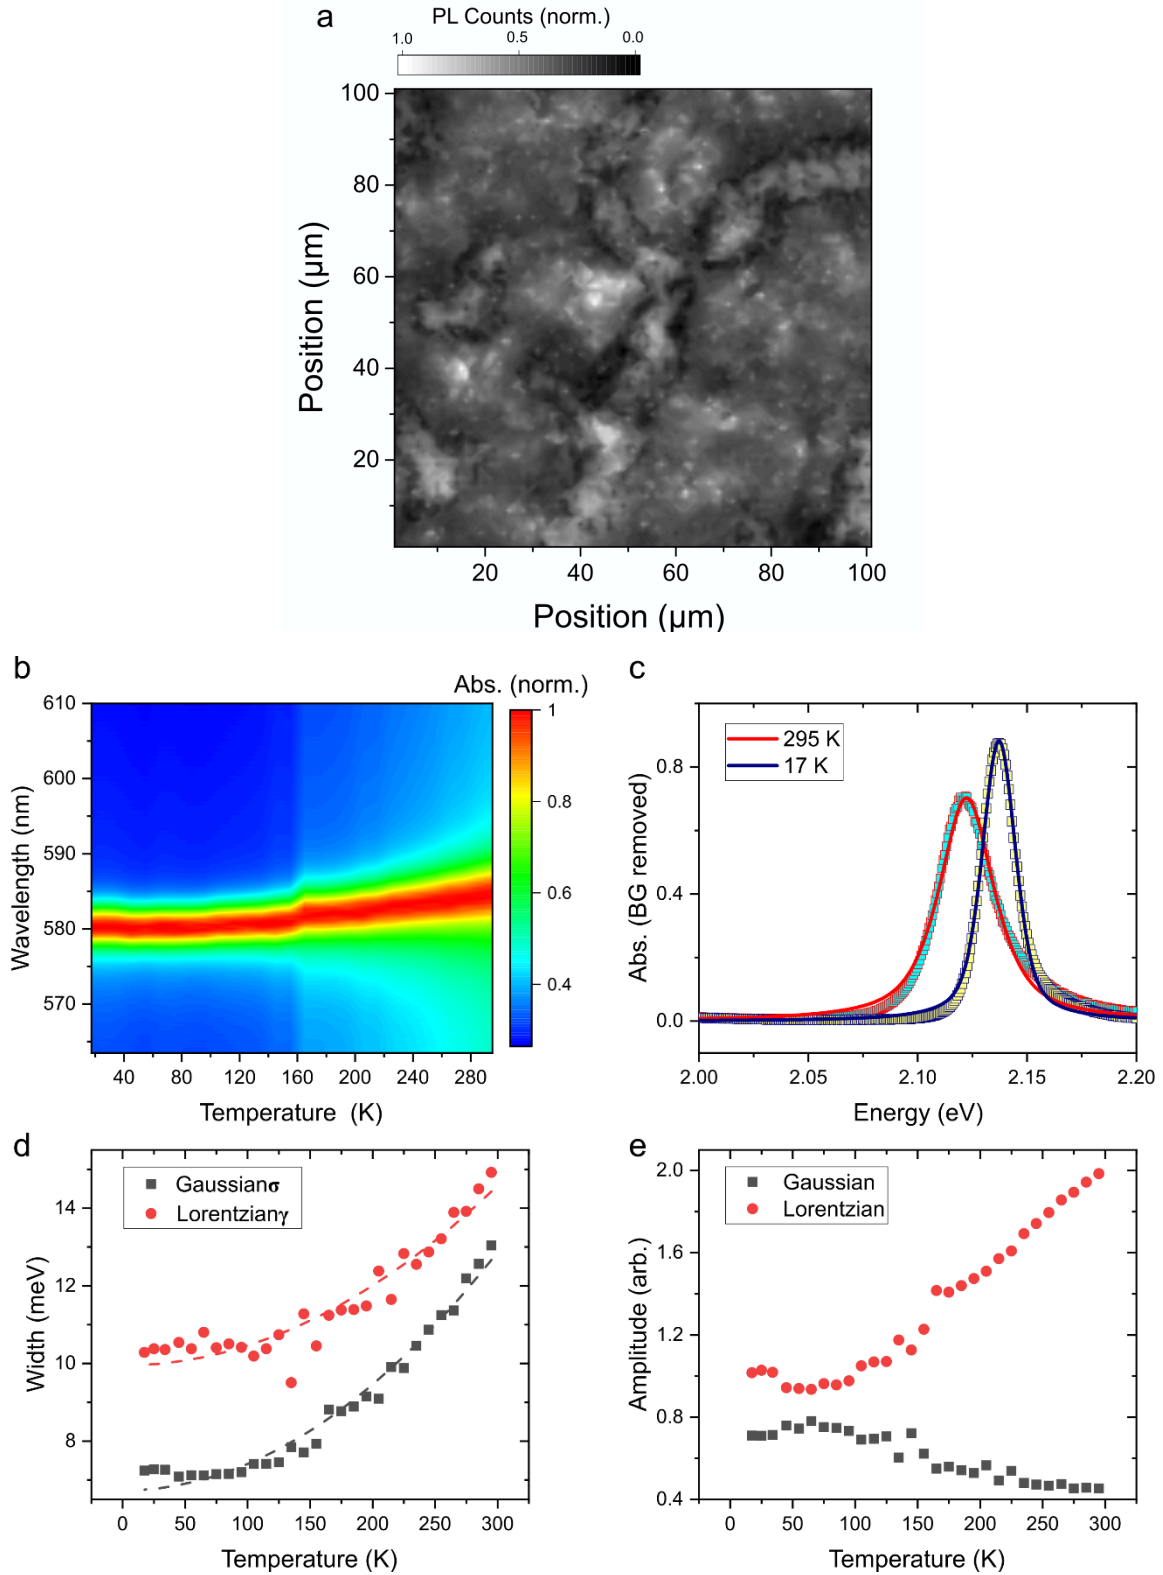 a
PL Counts (norm.)
1.0 0.5 0.0
100
80
60
40
20
Position (µm)
20 40 60 80 100
Position (µm)
b
Abs. (norm.)
610
600
590
580
570
Wavelength (nm)
40 80 120 160 200 240 280
Temperature (K)
1
0.8
0.6
0.4
c
295 K
17 K
0.8
0.4
0.0
Abs. (BG removed)
2.00 2.05 2.10 2.15 2.20
Energy (eV)
d
Gaussianσ
Lorentzianγ
14
12
10
8
Width (meV)
0 50 100 150 200 250 300
Temperature (K)
e
Gaussian
Lorentzian
2.0
1.6
1.2
0.8
0.4
Amplitude (arb.)
0 50 100 150 200 250 300
Temperature (K)